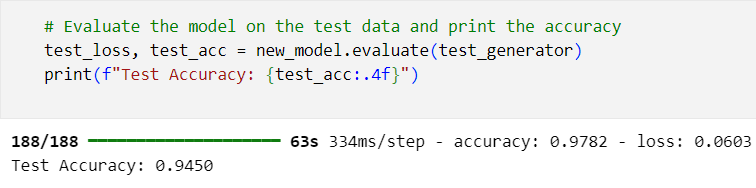 # Evaluate the model on the test data and print the accuracy
test_loss, test_acc = new_model.evaluate(test_generator)
print(f"Test Accuracy: {test_acc:.4f}")
188/188 63s 334ms/step - accuracy: 0.9782 - loss: 0.0603
Test Accuracy: 0.9450